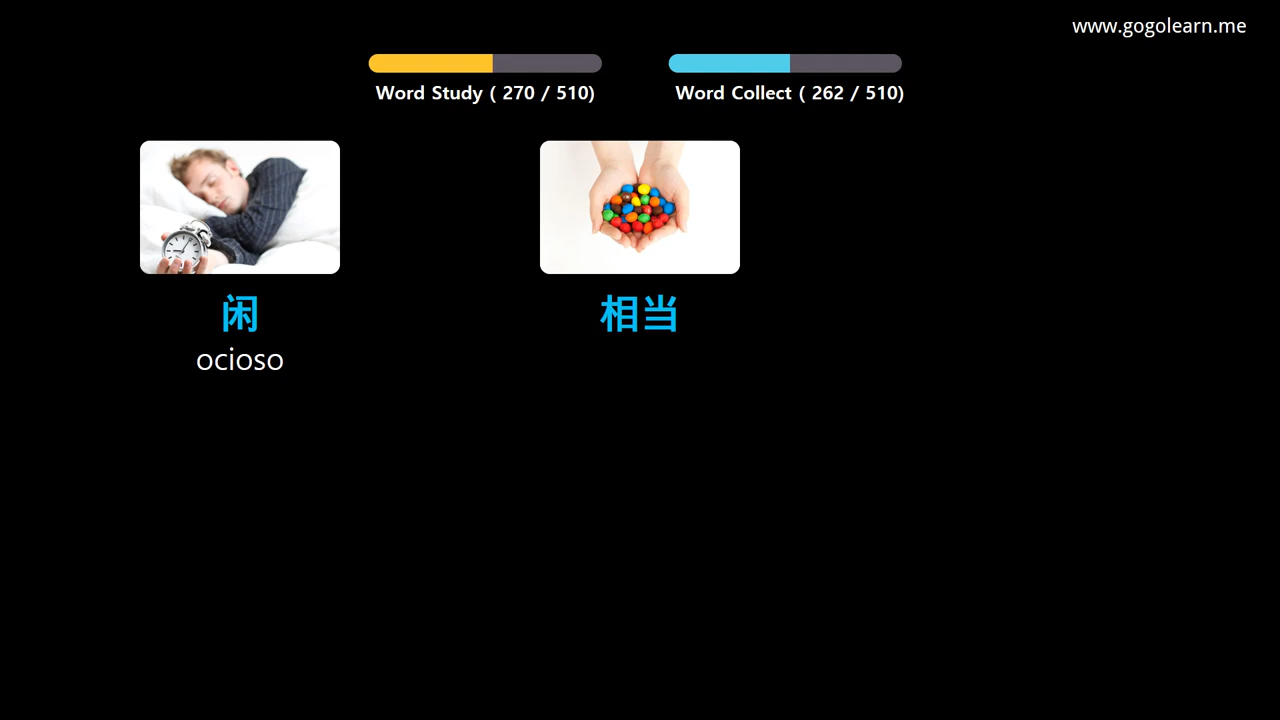 www.gogolearn.me
Word Study ( 270 / 510)
Word Collect ( 262 / 510)
闲
ocioso
相当